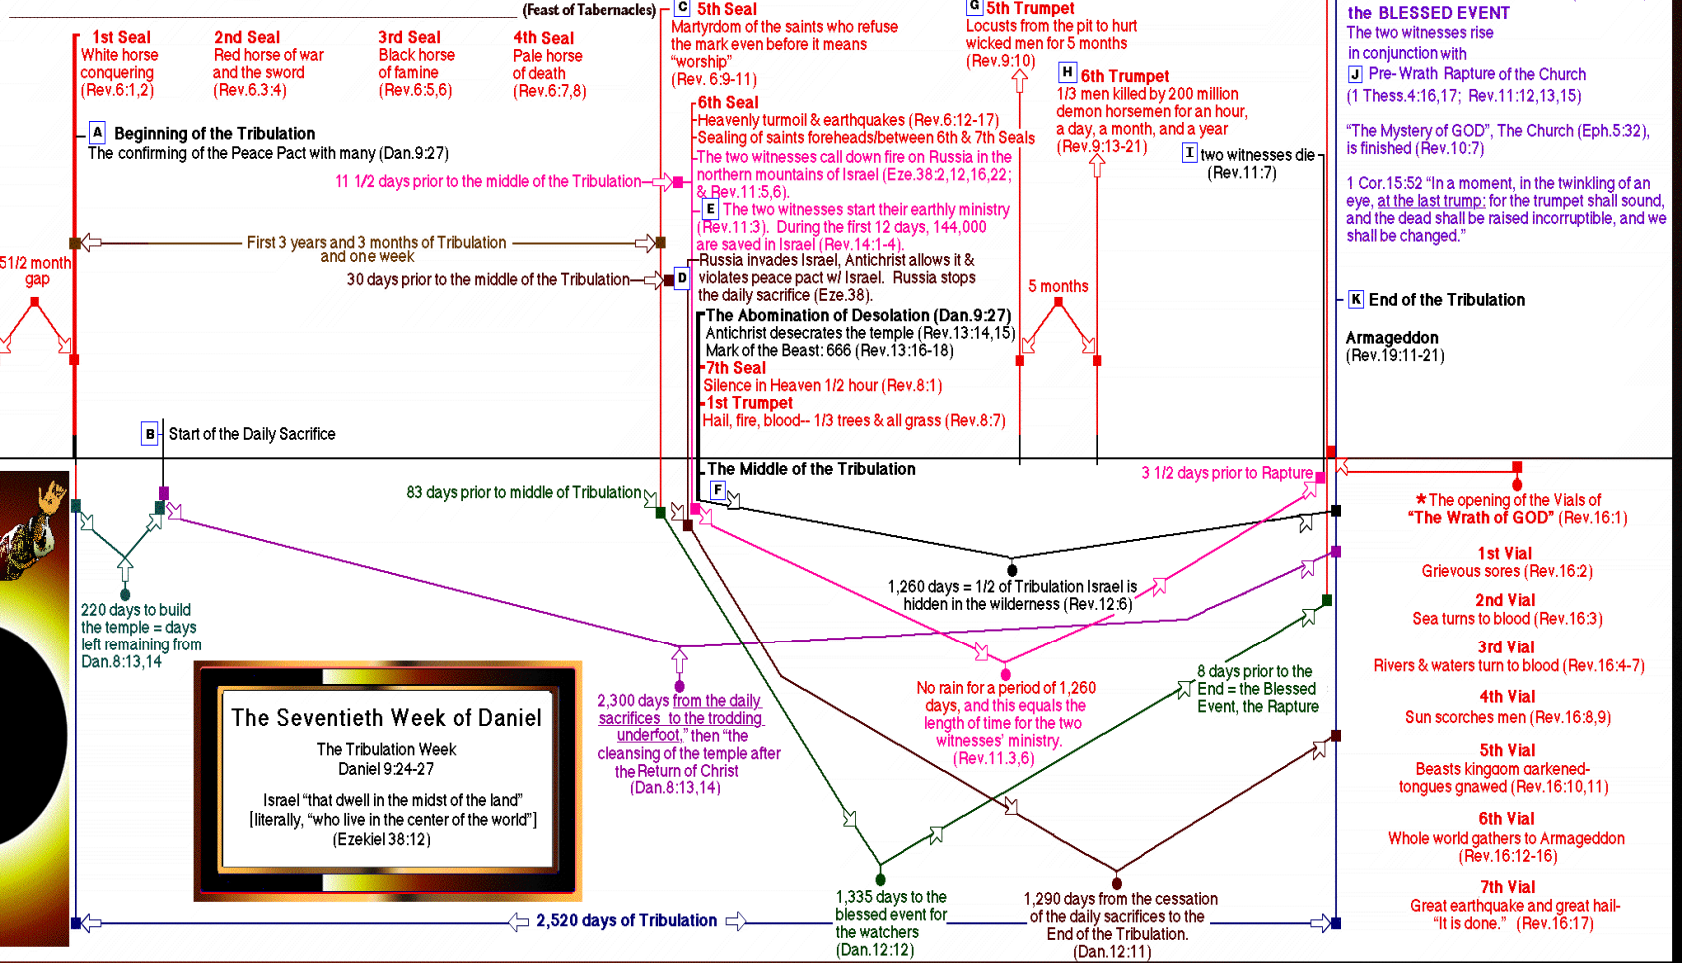 (Feast of Tabernacles)
1st Seal
White horse
conquering
(Rev.6:1,2)
2nd Seal
Red horse of war
and the sword
(Rev.6.3:4)
3rd Seal
Black horse
of famine
(Rev.6:5,6)
4th Seal
Pale horse
of death
(Rev.6:7,8)
A Beginning of the Tribulation
The confirming of the Peace Pact with many (Dan.9:27)
C 5th Seal
Martyrdom of the saints who refuse
the mark even before it means
“worship”
(Rev. 6:9-11)
6th Seal
Heavenly turmoil & earthquakes (Rev.6:12-17)
Sealing of saints foreheads/between 6th & 7th Seals
The two witnesses call down fire on Russia in the
northern mountains of Israel (Eze.38:2,12,16,22;
& Rev.11:5,6).
11 1/2 days prior to the middle of the Tribulation
E The two witnesses start their earthly ministry
(Rev.11:3). During the first 12 days, 144,000
are saved in Israel (Rev.14:1-4).
First 3 years and 3 months of Tribulation
and one week
51/2 month
gap
30 days prior to the middle of the Tribulation
D
Russia invades Israel, Antichrist allows it &
violates peace pact w/ Israel. Russia stops
the daily sacrifice (Eze.38).
The Abomination of Desolation (Dan.9:27)
Antichrist desecrates the temple (Rev.13:14,15)
Mark of the Beast: 666 (Rev.13:16-18)
7th Seal
Silence in Heaven 1/2 hour (Rev.8:1)
1st Trumpet
Hail, fire, blood-- 1/3 trees & all grass (Rev.8:7)
G 5th Trumpet
Locusts from the pit to hurt
wicked men for 5 months
(Rev.9:10)
H 6th Trumpet
1/3 men killed by 200 million
demon horsemen for an hour,
a day, a month, and a year
(Rev.9:13-21)
I two witnesses die
(Rev.11:7)
5 months
the BLESSED EVENT
The two witnesses rise
in conjunction with
J Pre-Wrath Rapture of the Church
(1 Thess.4:16,17; Rev.11:12,13,15)
“The Mystery of GOD”, The Church (Eph.5:32),
is finished (Rev.10:7)
1 Cor.15:52 “In a moment, in the twinkling of an
eye, at the last trump: for the trumpet shall sound,
and the dead shall be raised incorruptible, and we
shall be changed.”
K End of the Tribulation
Armageddon
(Rev.19:11-21)
B Start of the Daily Sacrifice
The Middle of the Tribulation
F
83 days prior to middle of Tribulation
3 1/2 days prior to Rapture
220 days to build
the temple = days
left remaining from
Dan.8:13,14
1,260 days = 1/2 of Tribulation Israel is
hidden in the wilderness (Rev.12:6)
2,300 days from the daily
sacrifices to the trodding
underfoot,” then “the
cleansing of the temple after
the Return of Christ
(Dan.8:13,14)
No rain for a period of 1,260
days, and this equals the
length of time for the two
witnesses’ ministry.
(Rev.11.3,6)
8 days prior to the
End = the Blessed
Event, the Rapture
The Seventieth Week of Daniel
The Tribulation Week
Daniel 9:24-27
Israel “that dwell in the midst of the land”
[literally, “who live in the center of the world”]
(Ezekiel 38:12)
2,520 days of Tribulation
1,335 days to the
blessed event for
the watchers
(Dan.12:12)
1,290 days from the cessation
of the daily sacrifices to the
End of the Tribulation.
(Dan.12:11)
*The opening of the Vials of
“The Wrath of GOD” (Rev.16:1)
1st Vial
Grievous sores (Rev.16:2)
2nd Vial
Sea turns to blood (Rev.16:3)
3rd Vial
Rivers & waters turn to blood (Rev.16:4-7)
4th Vial
Sun scorches men (Rev.16:8,9)
5th Vial
Beasts kingdom darkened-
tongues gnawed (Rev.16:10,11)
6th Vial
Whole world gathers to Armageddon
(Rev.16:12-16)
7th Vial
Great earthquake and great hail-
“It is done.” (Rev.16:17)